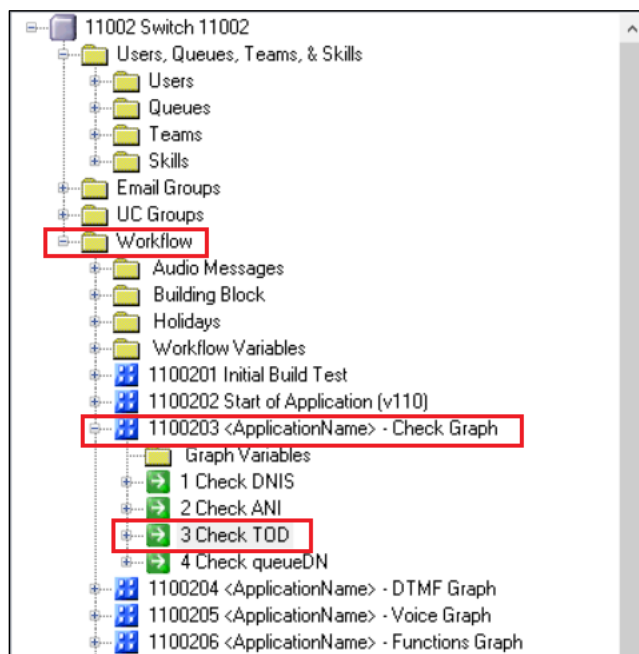 11002 Switch 11002
Users, Queues, Teams, & Skills
Users
Queues
Teams
Skills
Email Groups
UC Groups
Workflow
Audio Messages
Building Block
Holidays
Workflow Variables
1100201 Initial Build Test
1100202 Start of Application (v110)
1100203 <ApplicationName> - Check Graph
Graph Variables
1 Check DNIS
2 Check ANI
3 Check TOD
4 Check queueDN
1100204 <ApplicationName> - DTMF Graph
1100205 <ApplicationName> - Voice Graph
1100206 <ApplicationName> - Functions Graph